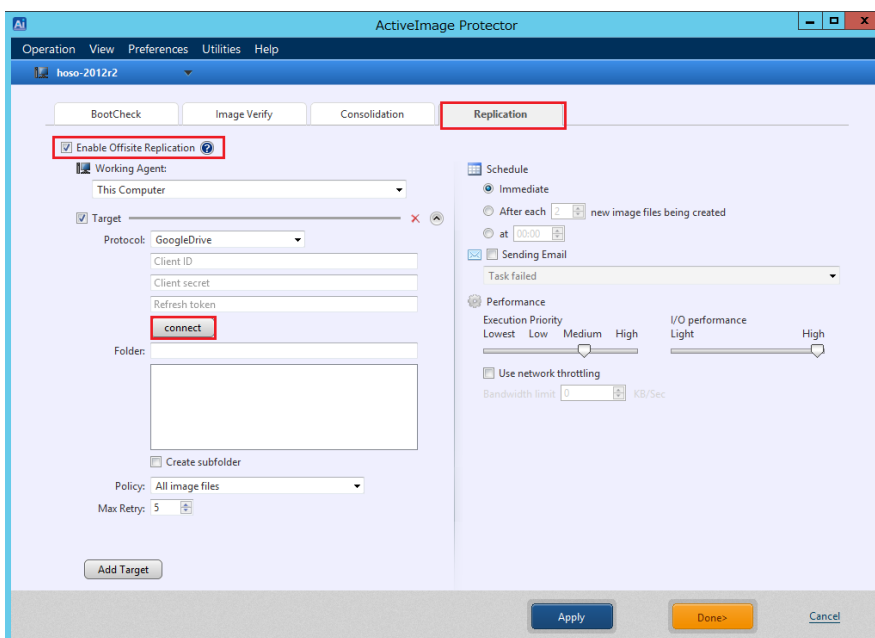 Ai
ActiveImage Protector
Operation View Preferences Utilities Help
hoso-2012r2
BootCheck Image Verify Consolidation Replication
Enable Offisite Replication ?
Working Agent:
This Computer
Target
Protocol: GoogleDrive
Client ID
Client secret
Refresh token
connect
Folder:
Create subfolder
Policy: All image files
Max Retry: 5
Add Target
Schedule
Immediate
After each 2 new image files being created
at 00:00
Sending Email
Task failed
Performance
Execution Priority I/O performance
Lowest Low Medium High Light High
Use network throttling
Bandwidth limit 0 KB/Sec
Apply Done> Cancel